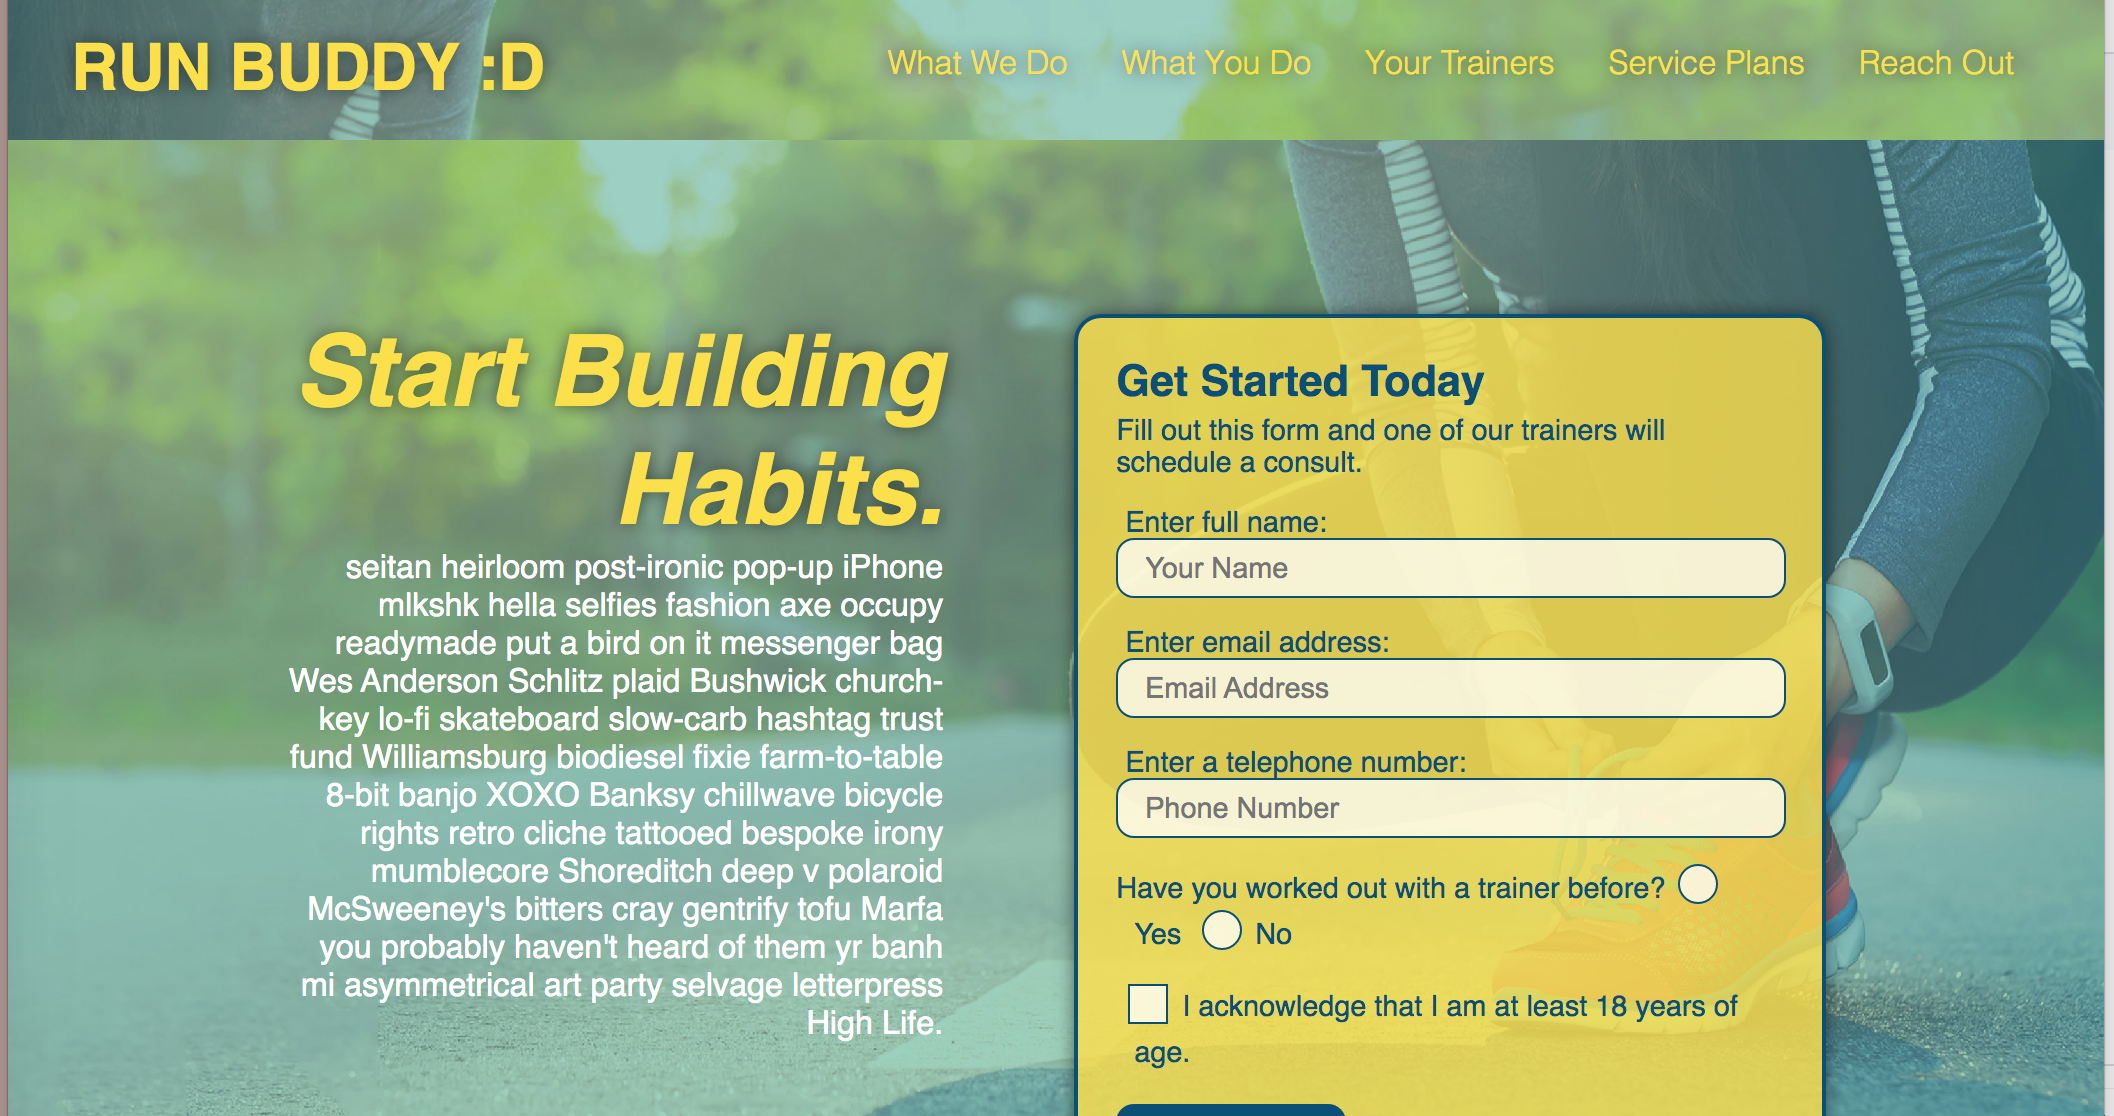 RUN BUDDY :D
What We Do
What You Do
Your Trainers
Service Plans
Reach Out
Start Building
Habits.
seitan heirloom post-ironic pop-up iPhone
mlkshk hella selfies fashion axe occupy
readymade put a bird on it messenger bag
Wes Anderson Schlitz plaid Bushwick church-
key lo-fi skateboard slow-carb hashtag trust
fund Williamsburg biodiesel fixie farm-to-table
8-bit banjo XOXO Banksy chillwave bicycle
rights retro cliche tattooed bespoke irony
mumblecore Shoreditch deep v polaroid
McSweeney's bitters cray gentrify tofu Marfa
you probably haven't heard of them yr banh
mi asymmetrical art party selvage letterpress
High Life.
Get Started Today
Fill out this form and one of our trainers will
schedule a consult.
Enter full name:
Your Name
Enter email address:
Email Address
Enter a telephone number:
Phone Number
Have you worked out with a trainer before?
Yes
No
I acknowledge that I am at least 18 years of
age.